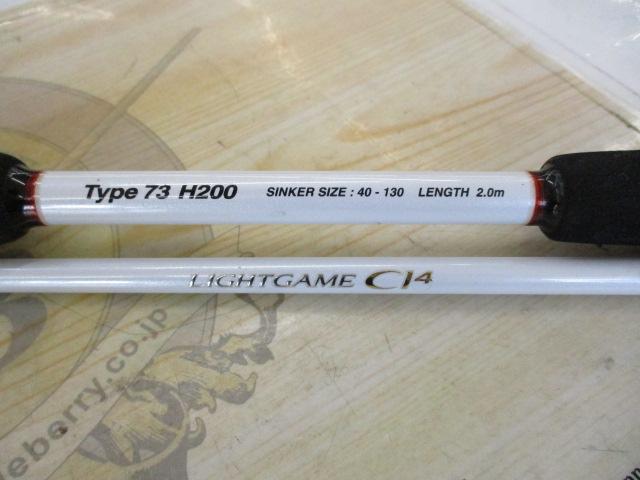 Type 73 H200 SINKER SIZE : 40 - 130 LENGTH 2.0m
LIGHTGAME CI4
eberry.co.jp